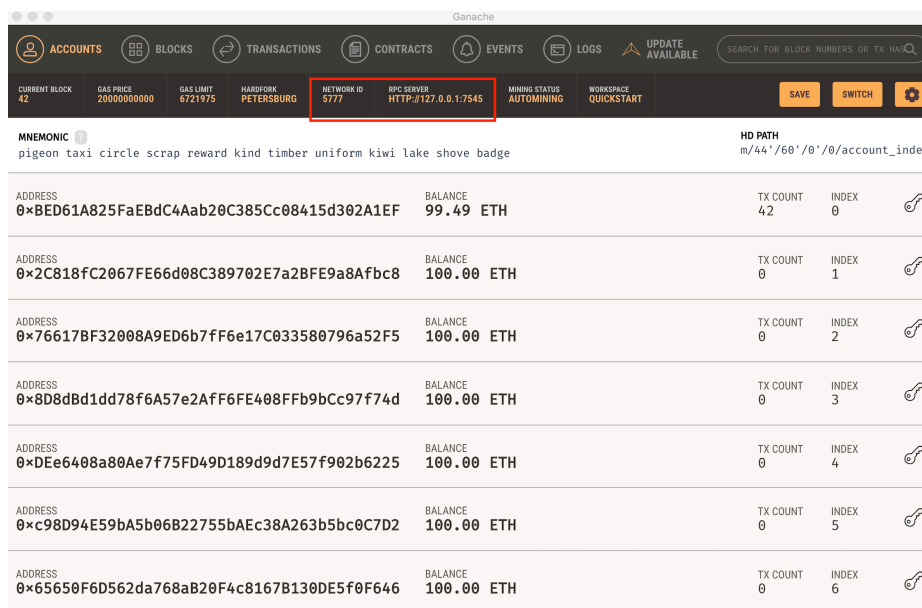 Ganache
ACCOUNTS BLOCKS TRANSACTIONS CONTRACTS EVENTS LOGS UPDATE AVAILABLE SEARCH FOR BLOCK NUMBERS OR TX HAS
CURRENT BLOCK GAS PRICE GAS LIMIT HARDFORK NETWORK ID RPC SERVER MINING STATUS WORKSPACE
42 20000000000 6721975 PETERSBURG 5777 HTTP://127.0.0.1:7545 AUTOMINING QUICKSTART SAVE SWITCH
MNEMONIC ? HD PATH
pigeon taxi circle scrap reward kind timber uniform kiwi lake shove badge m/44'/60'/0'/0/account_inde
ADDRESS BALANCE TX COUNT INDEX
0×BED61A825FaEBdC4Aab20C385Cc08415d302A1EF 99.49 ETH 42 0
ADDRESS BALANCE TX COUNT INDEX
0×2C818fC2067FE66d08C389702E7a2BFE9a8Afbc8 100.00 ETH 0 1
ADDRESS BALANCE TX COUNT INDEX
0×76617BF32008A9ED6b7fF6e17C033580796a52F5 100.00 ETH 0 2
ADDRESS BALANCE TX COUNT INDEX
0×8D8dBd1dd78f6A57e2AfF6FE408FFb9bCc97f74d 100.00 ETH 0 3
ADDRESS BALANCE TX COUNT INDEX
0×DEe6408a80Ae7f75FD49D189d9d7E57f902b6225 100.00 ETH 0 4
ADDRESS BALANCE TX COUNT INDEX
0×c98D94E59bA5b06B22755bAEc38A263b5bc0C7D2 100.00 ETH 0 5
ADDRESS BALANCE TX COUNT INDEX
0×65650F6D562da768aB20F4c8167B130DE5f0F646 100.00 ETH 0 6